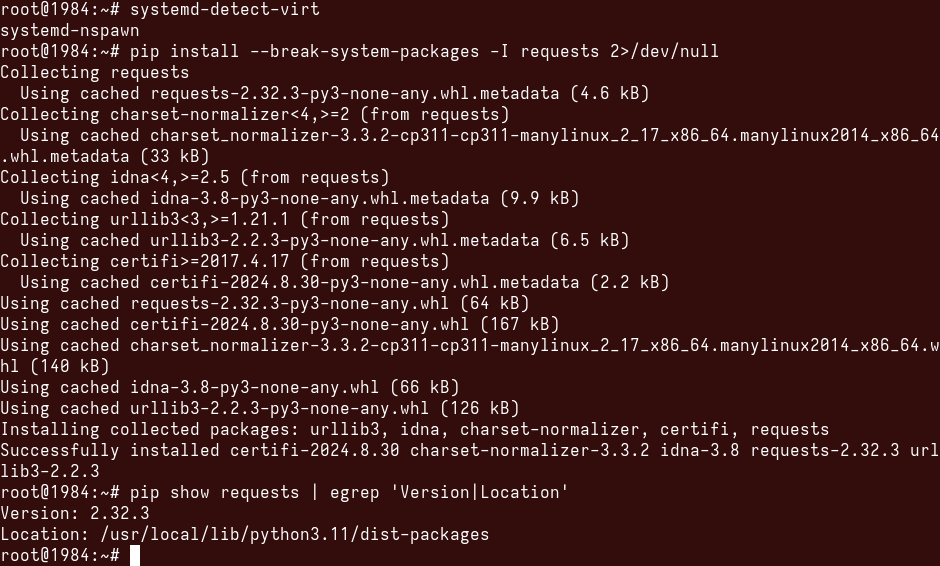 root@1984:~# systemd-detect-virt
systemd-nspawn
root@1984:~# pip install --break-system-packages -I requests 2>/dev/null
Collecting requests
  Using cached requests-2.32.3-py3-none-any.whl.metadata (4.6 kB)
Collecting charset-normalizer<4,>=2 (from requests)
  Using cached charset_normalizer-3.3.2-cp311-cp311-manylinux_2_17_x86_64.manylinux2014_x86_64
.whl.metadata (33 kB)
Collecting idna<4,>=2.5 (from requests)
  Using cached idna-3.8-py3-none-any.whl.metadata (9.9 kB)
Collecting urllib3<3,>=1.21.1 (from requests)
  Using cached urllib3-2.2.3-py3-none-any.whl.metadata (6.5 kB)
Collecting certifi>=2017.4.17 (from requests)
  Using cached certifi-2024.8.30-py3-none-any.whl.metadata (2.2 kB)
Using cached requests-2.32.3-py3-none-any.whl (64 kB)
Using cached certifi-2024.8.30-py3-none-any.whl (167 kB)
Using cached charset_normalizer-3.3.2-cp311-cp311-manylinux_2_17_x86_64.manylinux2014_x86_64.w
hl (140 kB)
Using cached idna-3.8-py3-none-any.whl (66 kB)
Using cached urllib3-2.2.3-py3-none-any.whl (126 kB)
Installing collected packages: urllib3, idna, charset-normalizer, certifi, requests
Successfully installed certifi-2024.8.30 charset-normalizer-3.3.2 idna-3.8 requests-2.32.3 url
lib3-2.2.3
root@1984:~# pip show requests | egrep 'Version|Location'
Version: 2.32.3
Location: /usr/local/lib/python3.11/dist-packages
root@1984:~#